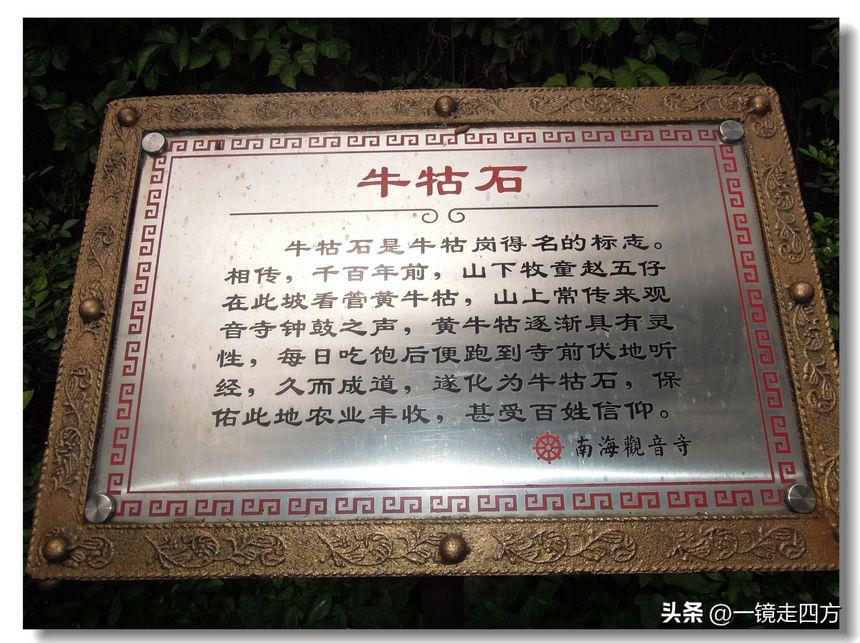 牛牯石
牛牯石是牛牯岗得名的标志。
相传，千百年前，山下牧童赵五仔
在此坡看管黄牛牯，山上常传来观
音寺钟鼓之声，黄牛牯逐渐具有灵
性，每日吃饱后便跑到寺前伏地听
经，久而成道，遂化为牛牯石，保
佑此地农业丰收，甚受百姓信仰。
南海觀音寺
头条 @一镜走四方